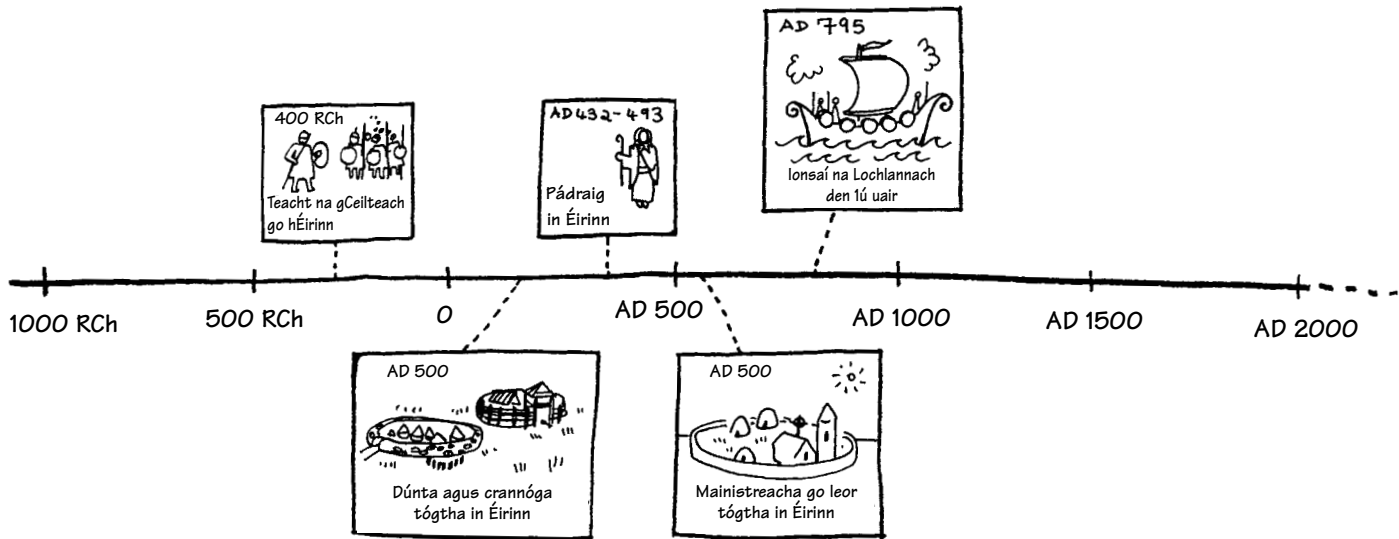 AD 795
Ionsaí na Lochlannach
den 1ú uair
400 RCh
Teacht na gCeilteach
go hÉirinn
AD 432-493
Pádraig
in Éirinn
1000 RCh
500 RCh
0
AD 500
AD 1000
AD 1500
AD 2000
AD 500
Dúnta agus crannóga
tógtha in Éirinn
AD 500
Mainistreacha go leor
tógtha in Éirinn